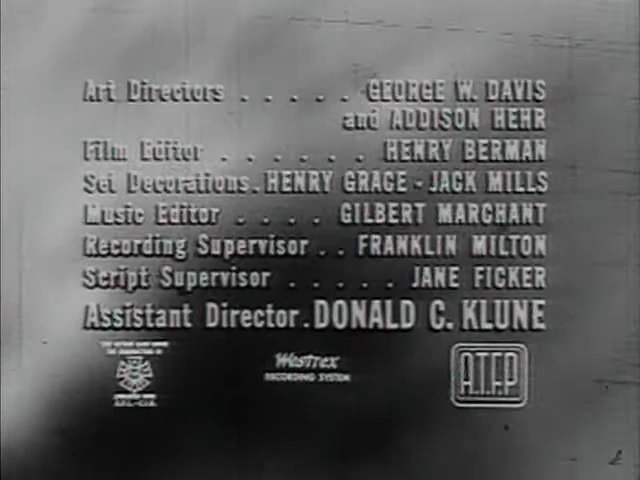 Art Directors . . . . . GEORGE W. DAVIS
and ADDISON HEHR
Film Editor . . . . . . HENRY BERMAN
Set Decorations . HENRY GRACE - JACK MILLS
Music Editor . . . . GILBERT MARCHANT
Recording Supervisor . . FRANKLIN MILTON
Script Supervisor . . . . . JANE FICKER
Assistant Director . DONALD C. KLUNE
Westrex
RECORDING SYSTEM
A.T.F.P.